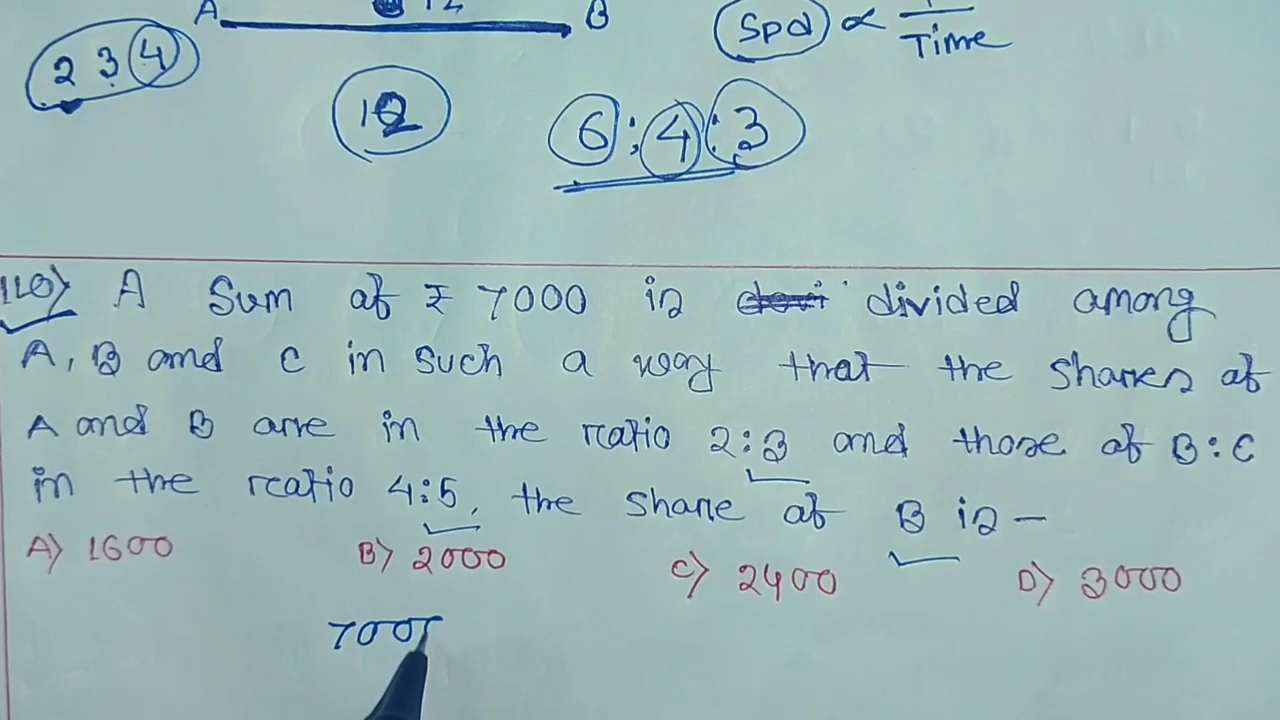 A B
Spd ∝ 1/Time
2 3 4
12
6:4:3
110) A Sum of ₹ 7000 is divided among
A, B and C in such a way that the shares of
A and B are in the ratio 2:3 and those of B:C
in the ratio 4:5, the share of B is -
A) 1600 B) 2000 C) 2400 D) 3000
7000